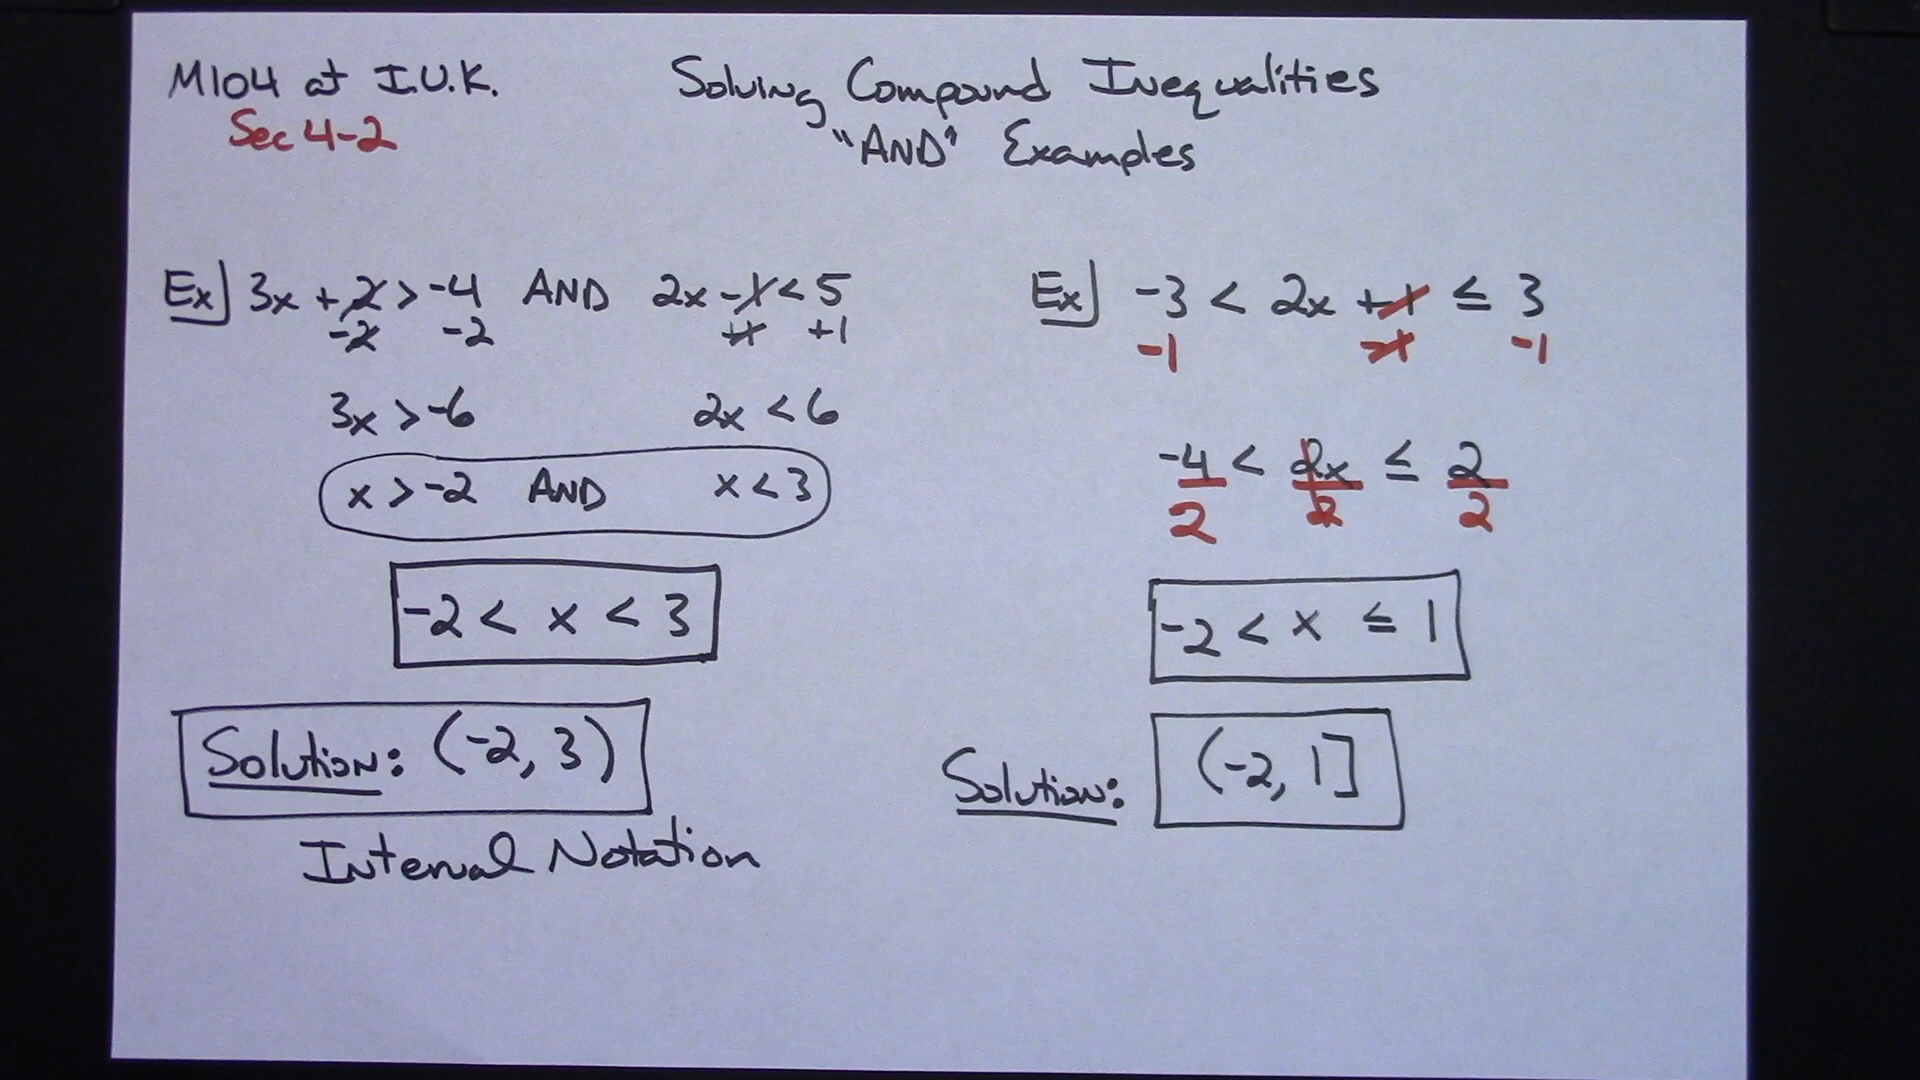 M104 at I.U.K.
Sec 4-2
Solving Compound Inequalities
"AND" Examples
Ex] 3x + 2 > -4 AND 2x - 1 < 5
-2 -2 +1 +1
3x > -6 2x < 6
x > -2 AND x < 3
-2 < x < 3
Solution: (-2, 3)
Interval Notation
Ex] -3 < 2x + 1 ≤ 3
-1 -1 -1
-4 < 2x ≤ 2
2 2 2
-2 < x ≤ 1
Solution: (-2, 1]